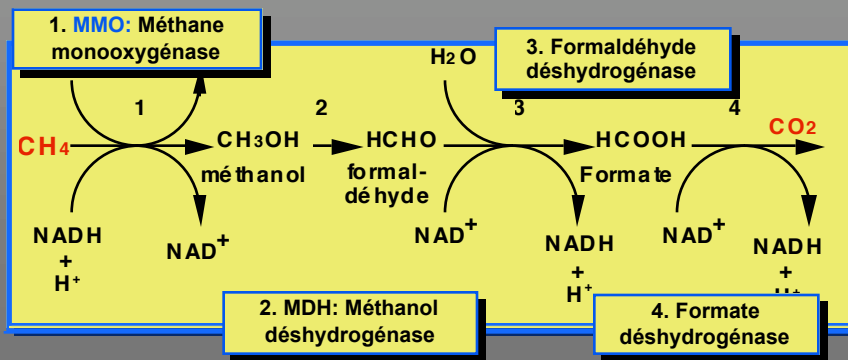 1. MMO: Méthane
monooxygénase
H2O
3. Formaldéhyde
déshydrogénase
1
2
3
4
CH4
CH3OH
HCHO
HCOOH
CO2
méthanol
formal-
déhyde
Formate
NADH
+
H+
NAD+
NAD+
NADH
+
H+
NAD+
NADH
+
2. MDH: Méthanol
déshydrogénase
4. Formate
déshydrogénase